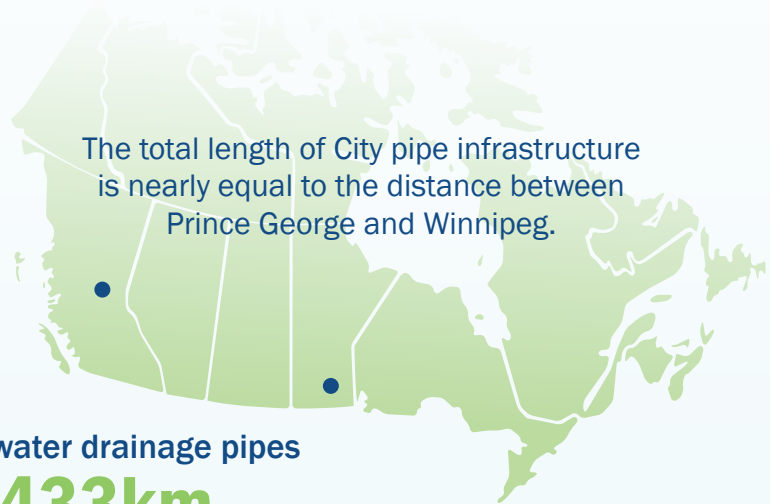 The total length of City pipe infrastructure
is nearly equal to the distance between
Prince George and Winnipeg.
water drainage pipes
433km